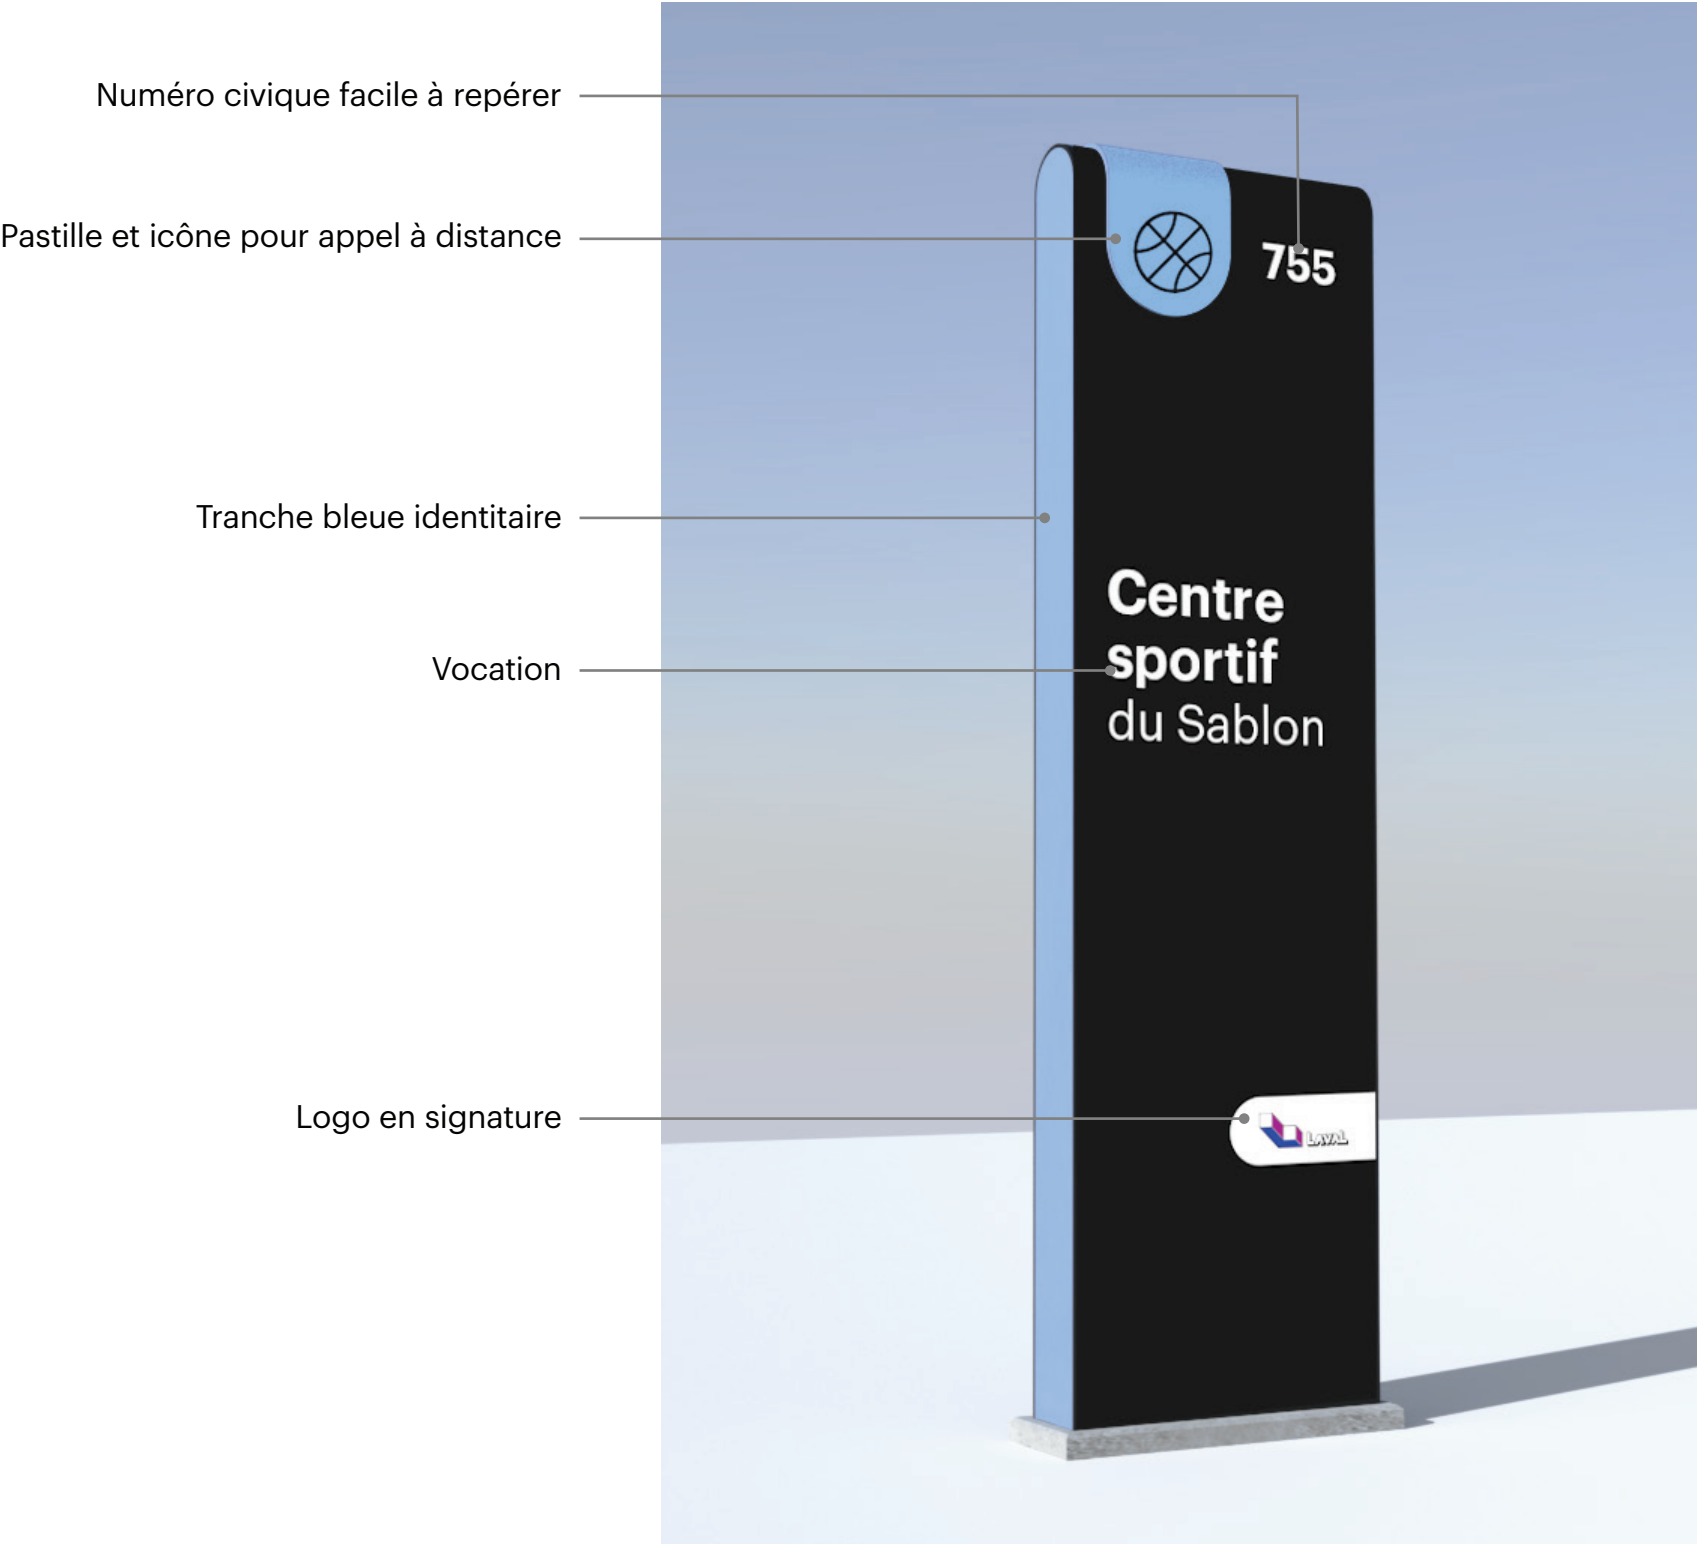 Numéro civique facile à repérer
Pastille et icône pour appel à distance
755
Tranche bleue identitaire
Centre
sportif
du Sablon
Vocation
LAVAL
Logo en signature